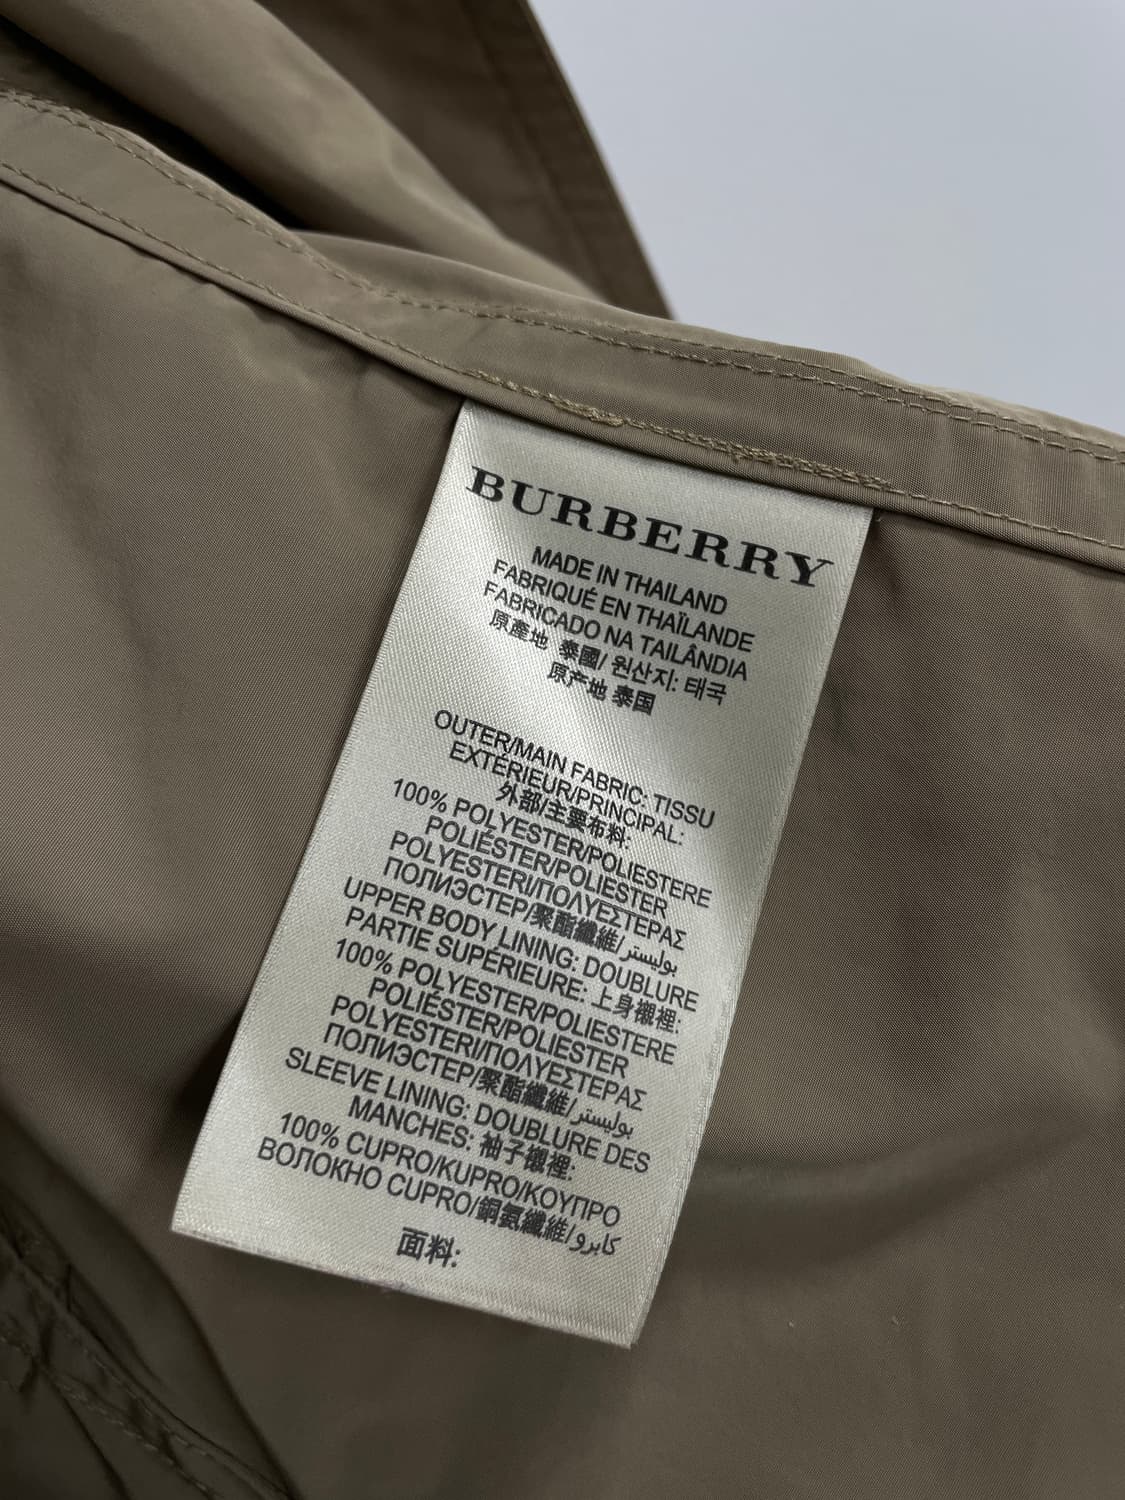 BURBERRY
MADE IN THAILAND
FABRIQUÉ EN THAÏLANDE
FABRICADO NA TAILÂNDIA
原產地 泰國/ 원산지: 태국
原产地 泰国
OUTER/MAIN FABRIC: TISSU
EXTÉRIEUR/PRINCIPAL:
外部/主要布料:
100% POLYESTER/POLIESTERE
POLIÉSTER/POLIESTER
POLYESTERI/ΠΟΛΥΕΣΤΕΡΑΣ
ПОЛИЭСТЕР/聚酯纖維/بوليستر
UPPER BODY LINING: DOUBLURE
PARTIE SUPÉRIEURE: 上身襯裡:
100% POLYESTER/POLIESTERE
POLIÉSTER/POLIESTER
POLYESTERI/ΠΟΛΥΕΣΤΕΡΑΣ
ПОЛИЭСТЕР/聚酯纖維/بوليستر
SLEEVE LINING: DOUBLURE DES
MANCHES: 袖子襯裡:
100% CUPRO/KUPRO/ΚΟΥΠΡΟ
ВОЛОКНО CUPRO/銅氨纖維/كابرو
面料: